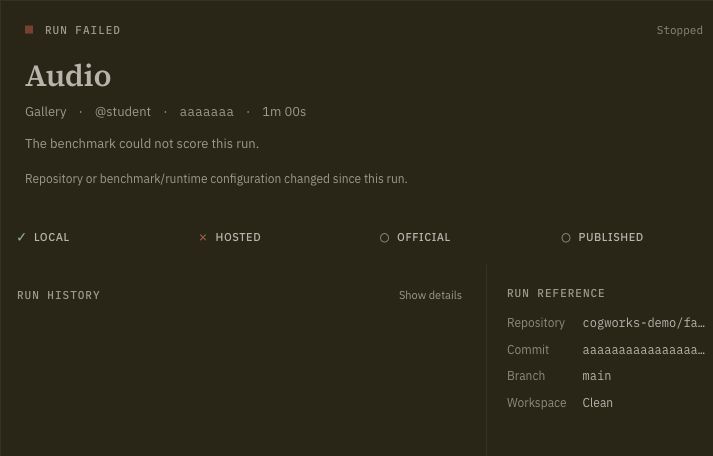 RUN FAILED
Stopped
Audio
Gallery · @student · aaaaaaa · 1m 00s
The benchmark could not score this run.
Repository or benchmark/runtime configuration changed since this run.
✓ LOCAL
× HOSTED
○ OFFICIAL
○ PUBLISHED
RUN HISTORY
Show details
RUN REFERENCE
Repository cogworks-demo/fa…
Commit aaaaaaaaaaaaaaaa…
Branch main
Workspace Clean